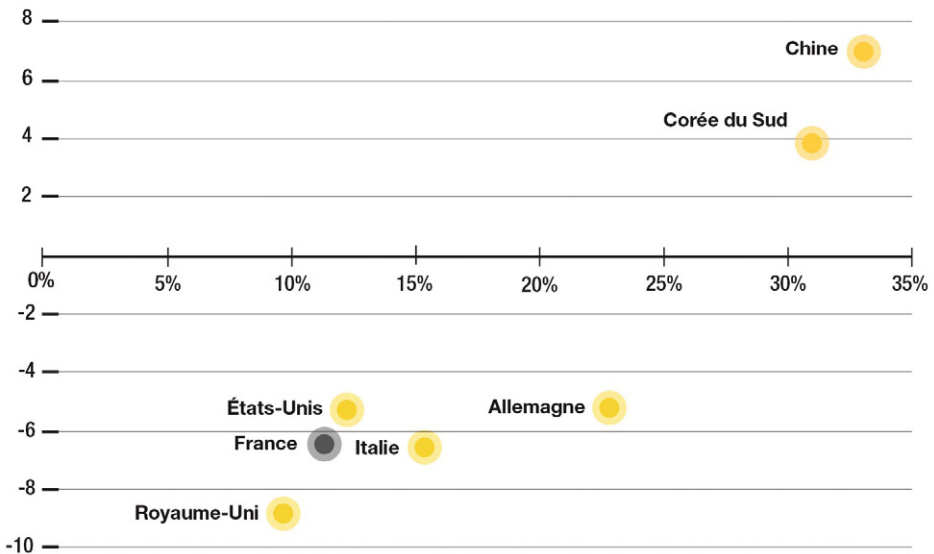 8
Chine
6
Corée du Sud
4
2
0% 5% 10% 15% 20% 25% 30% 35%
-2
-4
États-Unis
Allemagne
-6
France
Italie
-8
Royaume-Uni
-10